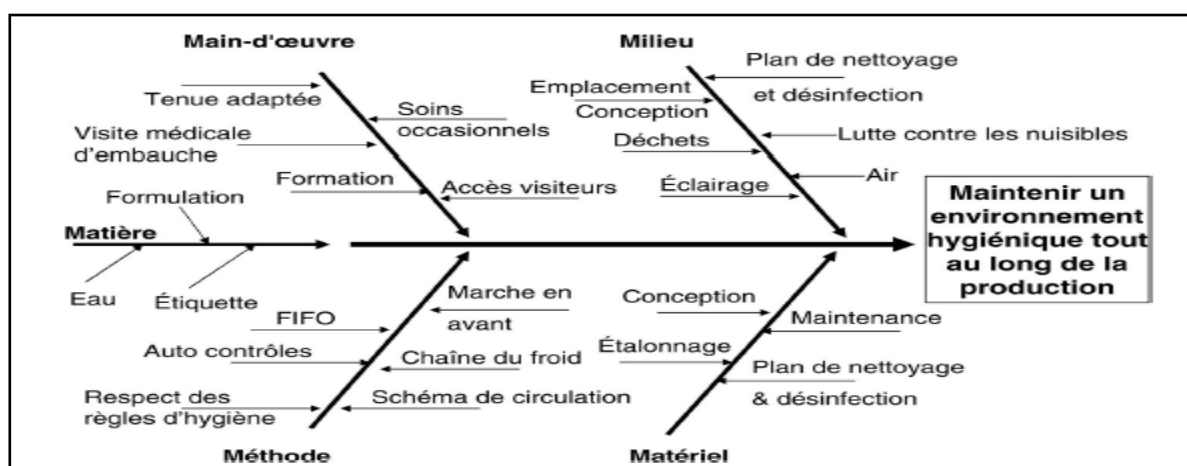 Main-d'œuvre
Tenue adaptée
Soins
occasionnels
Visite médicale
d'embauche
Formation
Accès visiteurs
Milieu
Plan de nettoyage
et désinfection
Emplacement
Conception
Lutte contre les nuisibles
Déchets
Air
Éclairage
Matière
Formulation
Eau
Étiquette
Maintenir un
environnement
hygiénique tout
au long de la
production
Marche en
avant
FIFO
Auto contrôles
Chaîne du froid
Respect des
règles d'hygiène
Schéma de circulation
Méthode
Conception
Maintenance
Étalonnage
Plan de nettoyage
& désinfection
Matériel